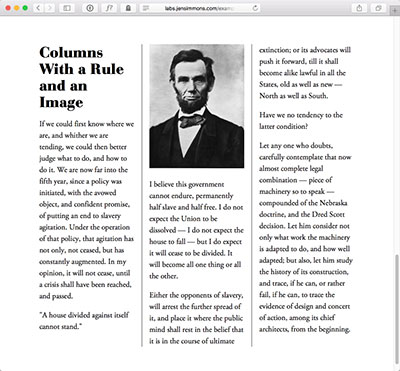 labs.jensimmons.com/exam
Columns
With a Rule
and an
Image
If we could first know where we
are, and whither we are
tending, we could then better
judge what to do, and how to
do it. We are now far into the
fifth year, since a policy was
initiated, with the avowed
object, and confident promise,
of putting an end to slavery
agitation. Under the operation
of that policy, that agitation has
not only, not ceased, but has
constantly augmented. In my
opinion, it will not cease, until
a crisis shall have been reached,
and passed.
"A house divided against itself
cannot stand."
I believe this government
cannot endure, permanently
half slave and half free. I do not
expect the Union to be
dissolved — I do not expect the
house to fall — but I do expect
it will cease to be divided. It
will become all one thing or all
the other.
Either the opponents of slavery,
will arrest the further spread of
it, and place it where the public
mind shall rest in the belief that
it is in the course of ultimate
extinction; or its advocates will
push it forward, till it shall
become alike lawful in all the
States, old as well as new —
North as well as South.
Have we no tendency to the
latter condition?
Let any one who doubts,
carefully contemplate that now
almost complete legal
combination — piece of
machinery so to speak —
compounded of the Nebraska
doctrine, and the Dred Scott
decision. Let him consider not
only what work the machinery
is adapted to do, and how well
adapted; but also, let him study
the history of its construction,
and trace, if he can, or rather
fail, if he can, to trace the
evidence of design and concert
of action, among its chief
architects, from the beginning.